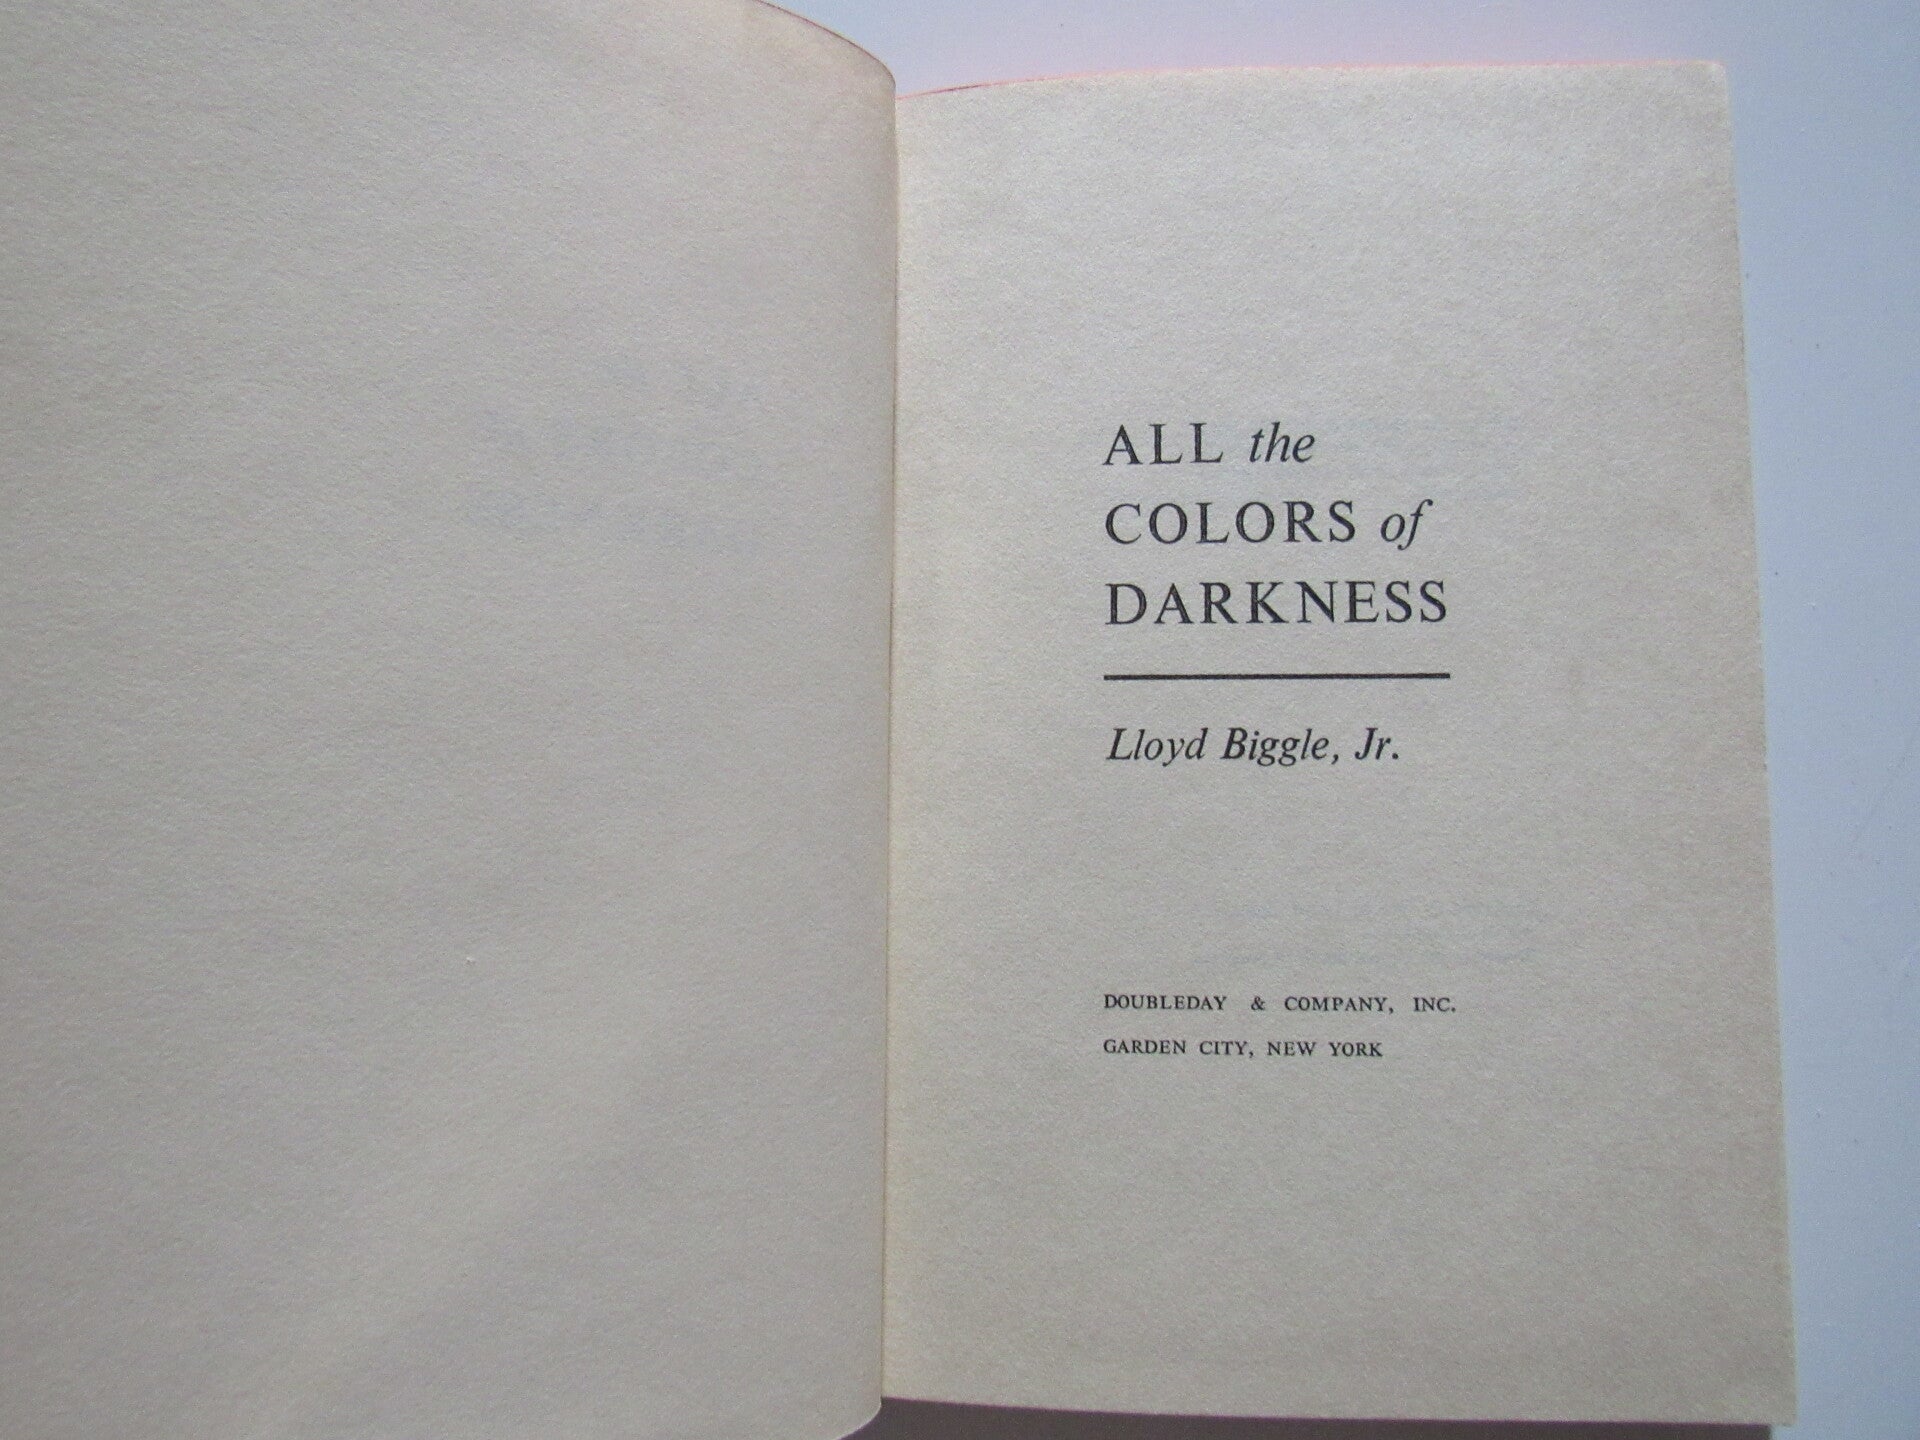 ALL the
COLORS of
DARKNESS
Lloyd Biggle, Jr.
DOUBLEDAY & COMPANY, INC.
GARDEN CITY, NEW YORK